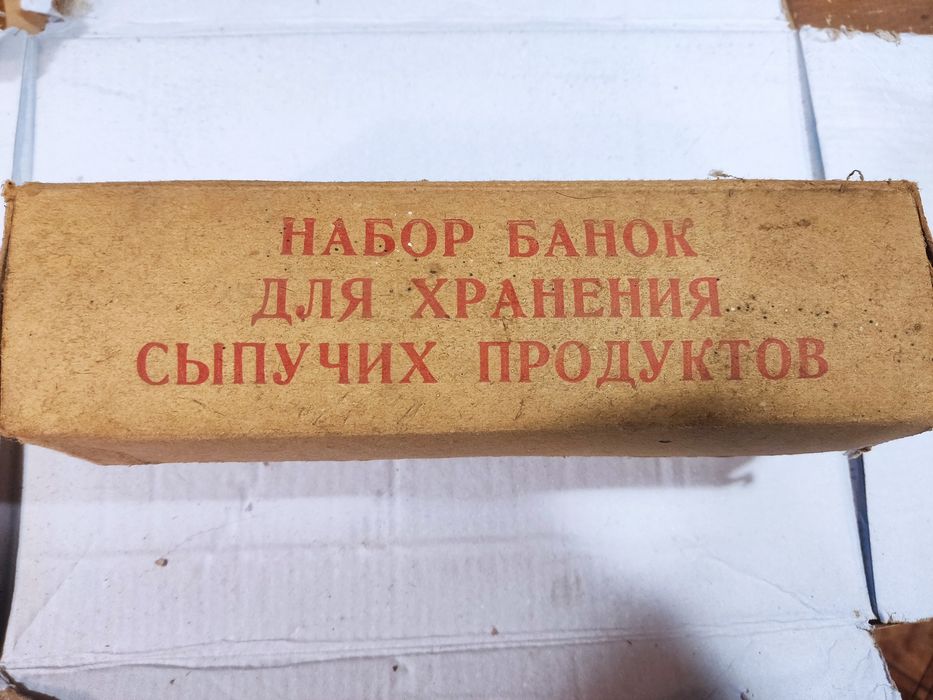 НАБОР БАНОК
ДЛЯ ХРАНЕНИЯ
СЫПУЧИХ ПРОДУКТОВ